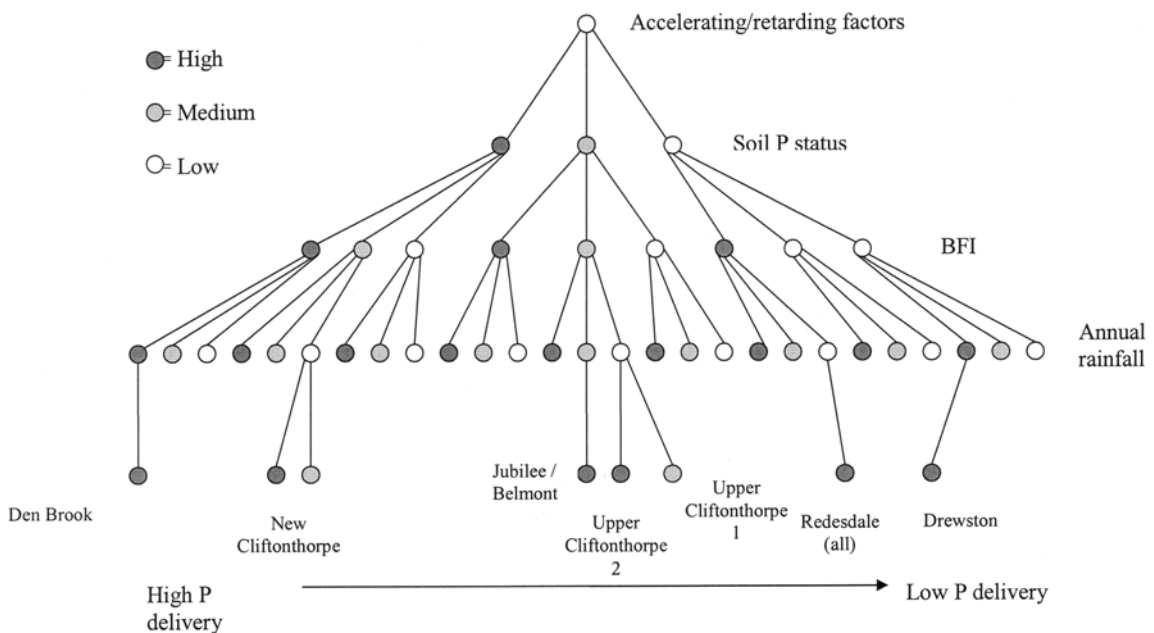 Accelerating/retarding factors
= High
= Medium
= Low
Soil P status
BFI
Annual
rainfall
Den Brook
New
Cliftonthorpe
Jubilee /
Belmont
Upper
Cliftonthorpe
2
Upper
Cliftonthorpe
1
Redesdale
(all)
Drewston
High P
delivery
Low P delivery